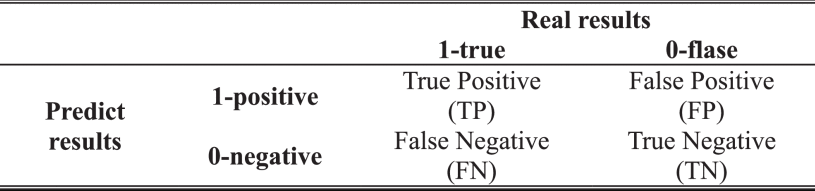 Real results
1-true 0-flase
Predict results
1-positive
True Positive (TP)
False Positive (FP)
0-negative
False Negative (FN)
True Negative (TN)